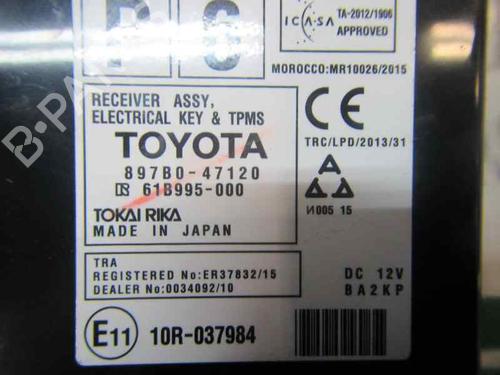 ICASA
TA-2012/1906
APPROVED
MOROCCO:MR10026/2015
RECEIVER ASSY,
ELECTRICAL KEY & TPMS
TOYOTA
897B0-47120
61B995-000
TOKAI RIKA
MADE IN JAPAN
CE
TRC/LPD/2013/31
И005 15
TRA
REGISTERED No:ER37832/15
DEALER No:0034092/10
DC 12V
BA2KP
E11 10R-037984